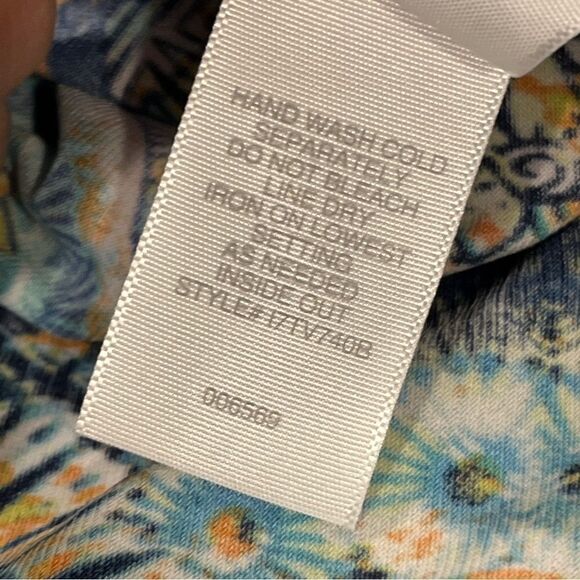 HAND WASH COLD
SEPARATELY
DO NOT BLEACH
LINE DRY
IRON ON LOWEST
SETTING
AS NEEDED
INSIDE OUT
STYLE# I7TV740B
006569